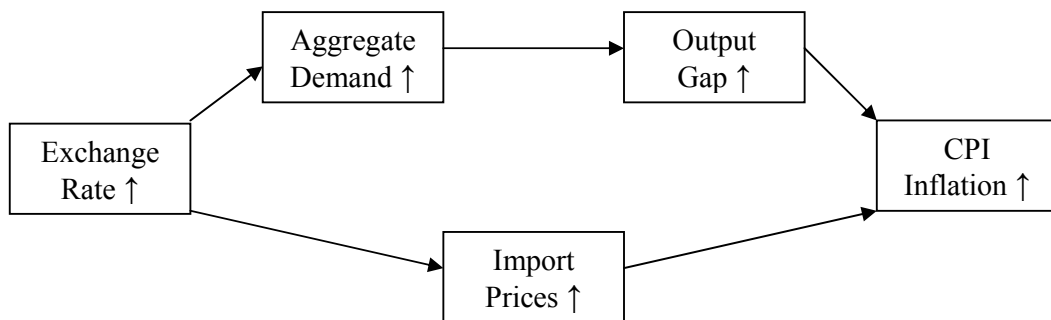 Aggregate
Demand ↑
Output
Gap ↑
Exchange
Rate ↑
CPI
Inflation ↑
Import
Prices ↑